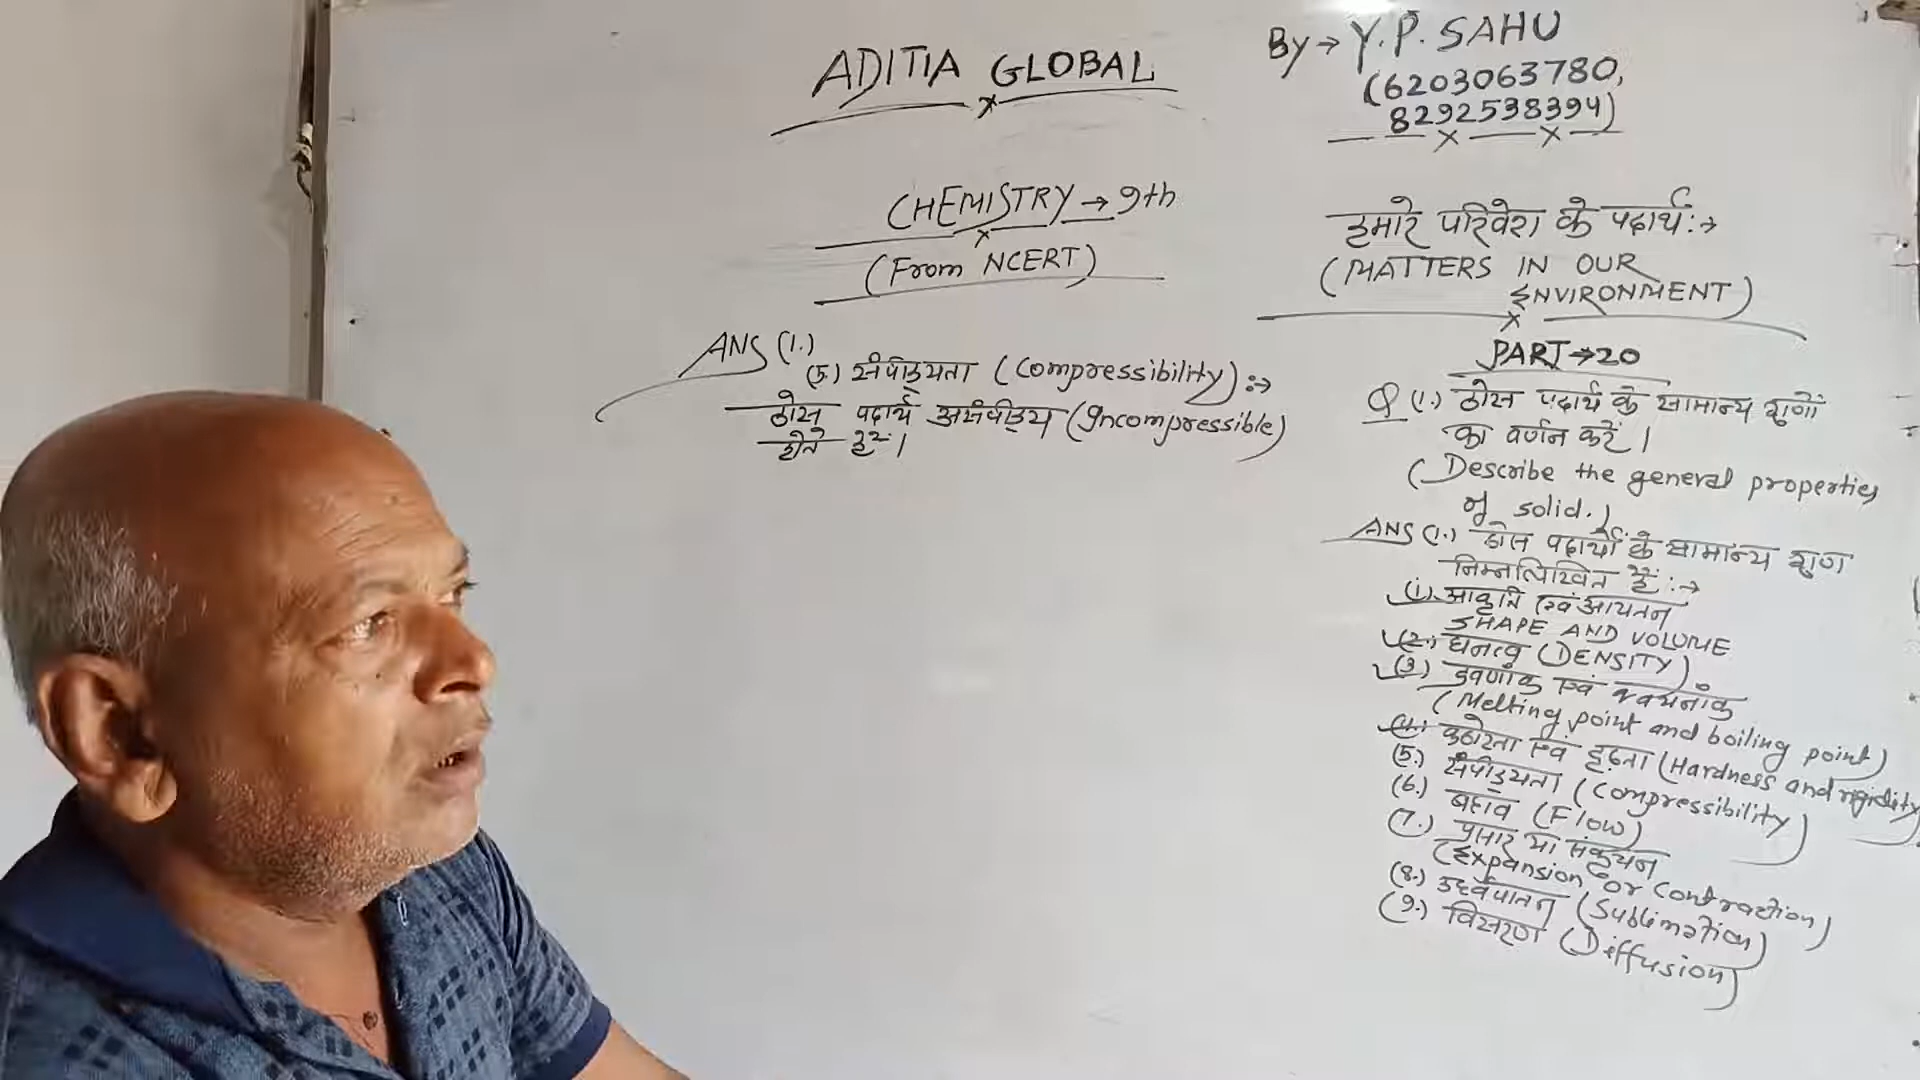 ADITIA GLOBAL
By → Y.P. SAHU
(6203063780,
8292538394)
CHEMISTRY → 9th
(From NCERT)
हमारे परिवेश के पदार्थ :→
(MATTERS IN OUR
ENVIRONMENT)
PART → 20
ANS (1.)
(5.) संपीड्यता (Compressibility) :→
ठोस पदार्थ असंपीड्य (Incompressible)
होते हैं।
Q (1.) ठोस पदार्थ के सामान्य गुणों
का वर्णन करें।
(Describe the general properties
of solid.)
ANS (1.) ठोस पदार्थों के सामान्य गुण
निम्नलिखित हैं :→
(1.) आकृति एवं आयतन
SHAPE AND VOLUME
(2.) घनत्व (DENSITY)
(3.) द्रवणांक एवं क्वथनांक
(Melting point and boiling point)
(4.) कठोरता एवं दृढ़ता (Hardness and rigidity)
(5.) संपीड्यता (Compressibility)
(6.) बहाव (Flow)
(7.) प्रसार या संकुचन
(Expansion or Contraction)
(8.) उर्ध्वपातन (Sublimation)
(9.) विसरण (Diffusion)